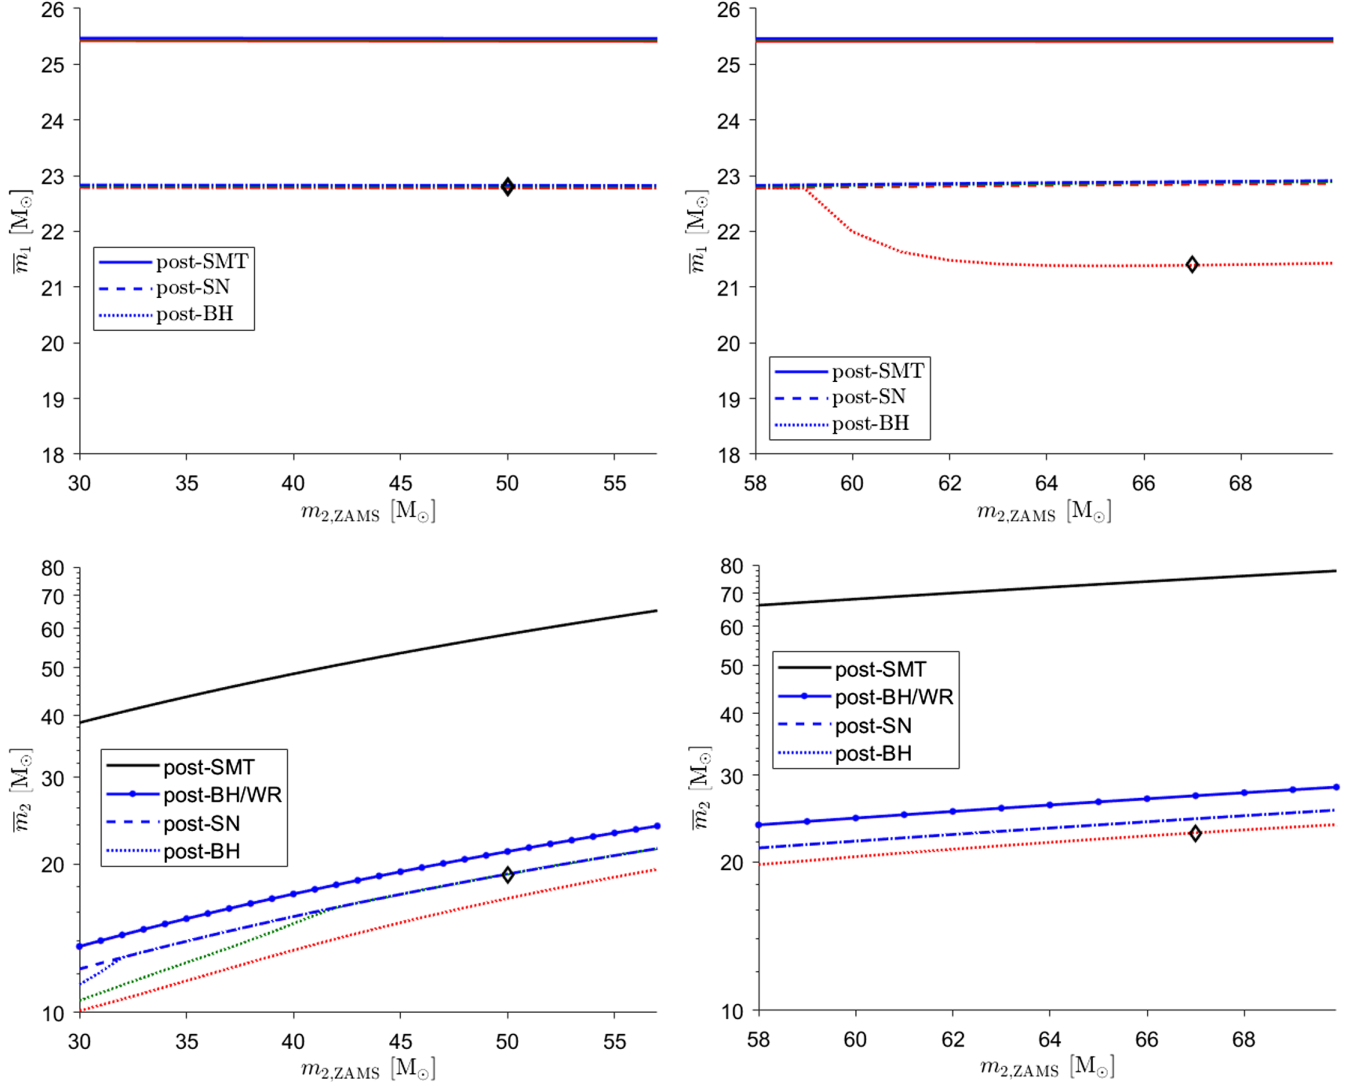 26
25
24
23
22
21
20
19
18
m̅₁ [M⊙]
post-SMT
post-SN
post-BH
30 35 40 45 50 55
m₂,ZAMS [M⊙]
26
25
24
23
22
21
20
19
18
m̅₁ [M⊙]
post-SMT
post-SN
post-BH
58 60 62 64 66 68
m₂,ZAMS [M⊙]
80
70
60
50
40
30
20
10
m̅₂ [M⊙]
post-SMT
post-BH/WR
post-SN
post-BH
30 35 40 45 50 55
m₂,ZAMS [M⊙]
80
70
60
50
40
30
20
10
m̅₂ [M⊙]
post-SMT
post-BH/WR
post-SN
post-BH
58 60 62 64 66 68
m₂,ZAMS [M⊙]